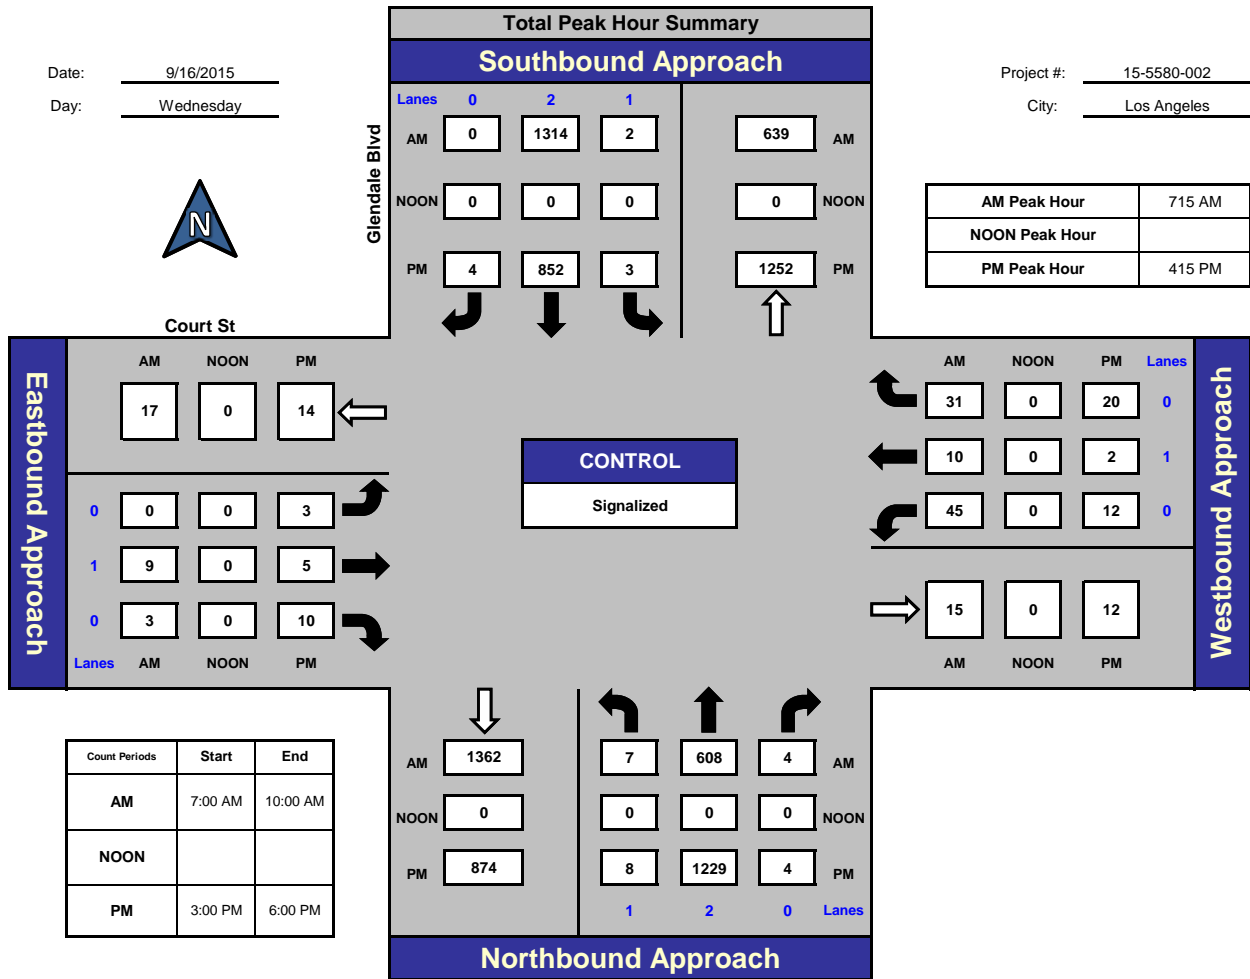 Total Peak Hour Summary
Southbound Approach
Date: 9/16/2015
Day: Wednesday
Project #: 15-5580-002
City: Los Angeles
Glendale Blvd
Lanes 0 2 1
AM 0 1314 2 639 AM
NOON 0 0 0 0 NOON
PM 4 852 3 1252 PM
N
AM Peak Hour 715 AM
NOON Peak Hour
PM Peak Hour 415 PM
Court St
Eastbound Approach
AM NOON PM
17 0 14
0 0 0 3
1 9 0 5
0 3 0 10
Lanes AM NOON PM
CONTROL
Signalized
AM NOON PM Lanes
31 0 20 0
10 0 2 1
45 0 12 0
15 0 12
AM NOON PM
Westbound Approach
Count Periods Start End
AM 7:00 AM 10:00 AM
NOON
PM 3:00 PM 6:00 PM
AM 1362 7 608 4 AM
NOON 0 0 0 0 NOON
PM 874 8 1229 4 PM
1 2 0 Lanes
Northbound Approach